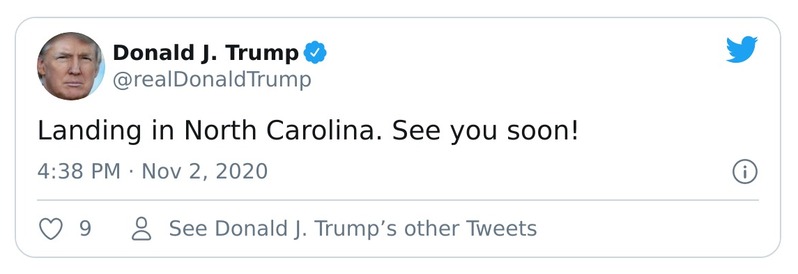 Donald J. Trump
@realDonaldTrump
Landing in North Carolina. See you soon!
4:38 PM · Nov 2, 2020
9
See Donald J. Trump’s other Tweets